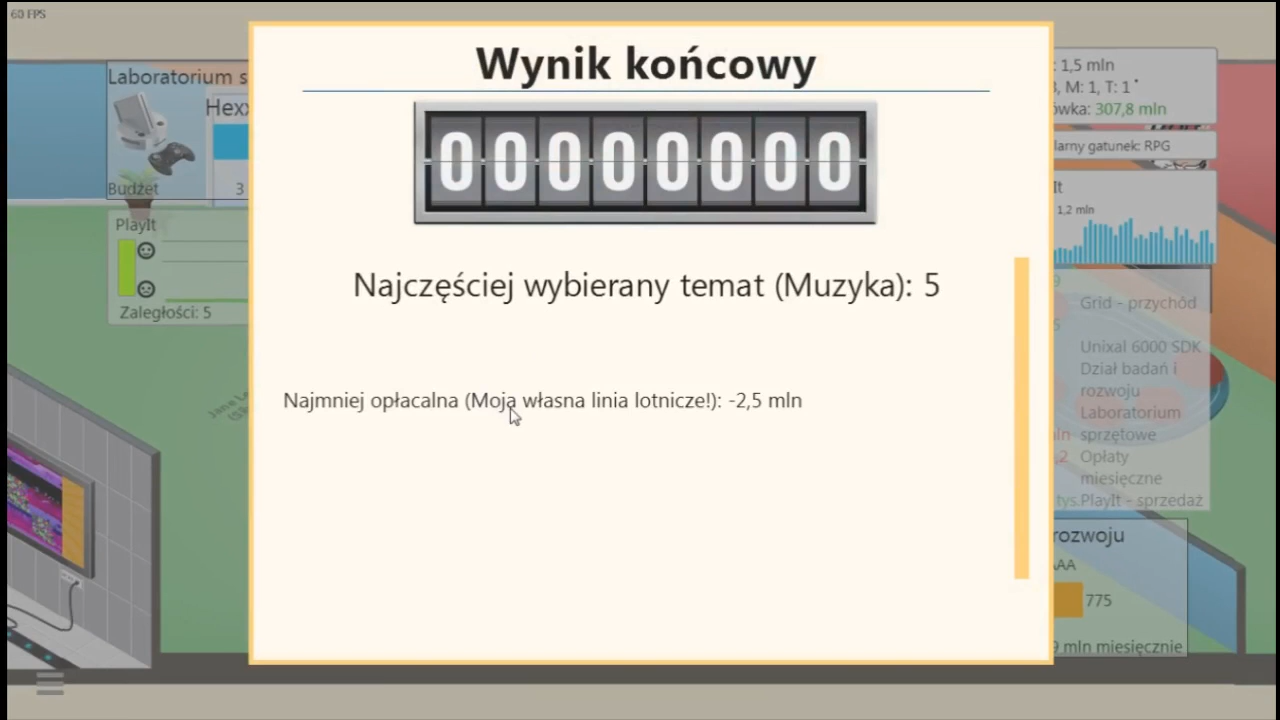 60 FPS
Wynik końcowy
00000000
Najczęściej wybierany temat (Muzyka): 5
Najmniej opłacalna (Moja własna linia lotnicze!): -2,5 mln
Laboratorium s
Hex
Budżet 3
PlayIt
Zaległości: 5
: 1,5 mln
, M: 1, T: 1
ówka: 307,8 mln
larny gatunek: RPG
It
1,2 mln
Grid - przychód
Unixal 6000 SDK
Dział badań i
rozwoju
Laboratorium
sprzętowe
Opłaty
miesięczne
tys. PlayIt - sprzedaż
rozwoju
AAA
775
9 mln miesięcznie